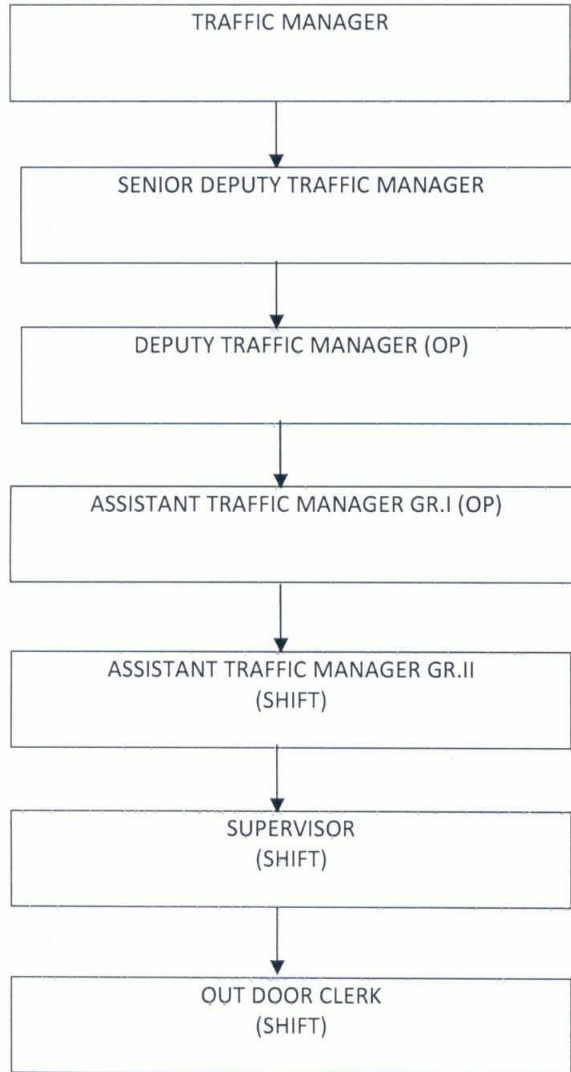 TRAFFIC MANAGER
SENIOR DEPUTY TRAFFIC MANAGER
DEPUTY TRAFFIC MANAGER (OP)
ASSISTANT TRAFFIC MANAGER GR.I (OP)
ASSISTANT TRAFFIC MANAGER GR.II
(SHIFT)
SUPERVISOR
(SHIFT)
OUT DOOR CLERK
(SHIFT)